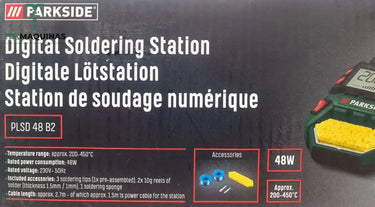 PARKSIDE
MAQUINAS
Digital Soldering Station
Digitale Lötstation
Station de soudage numérique
PLSD 48 B2
- Temperature range: approx. 200-450°C
- Rated power consumption: 48W
- Rated voltage: 230V~ 50Hz
- Included accessories: 3 soldering tips (1x pre-assembled), 2x 10g reels of
solder (thickness 1.5mm / 1mm), 1 soldering sponge
- Cable length: approx. 2.7m - of which approx. 1.5m is power cable for the station
Accessories
48W
Approx.
200-450°C
PARKSIDE